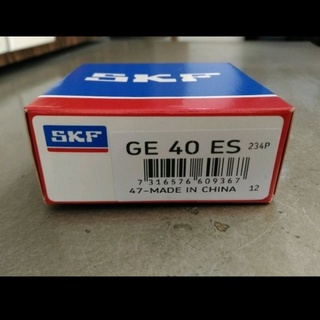 SKF
SKF
GE 40 ES 234P
7 316576 609367
47-MADE IN CHINA 12